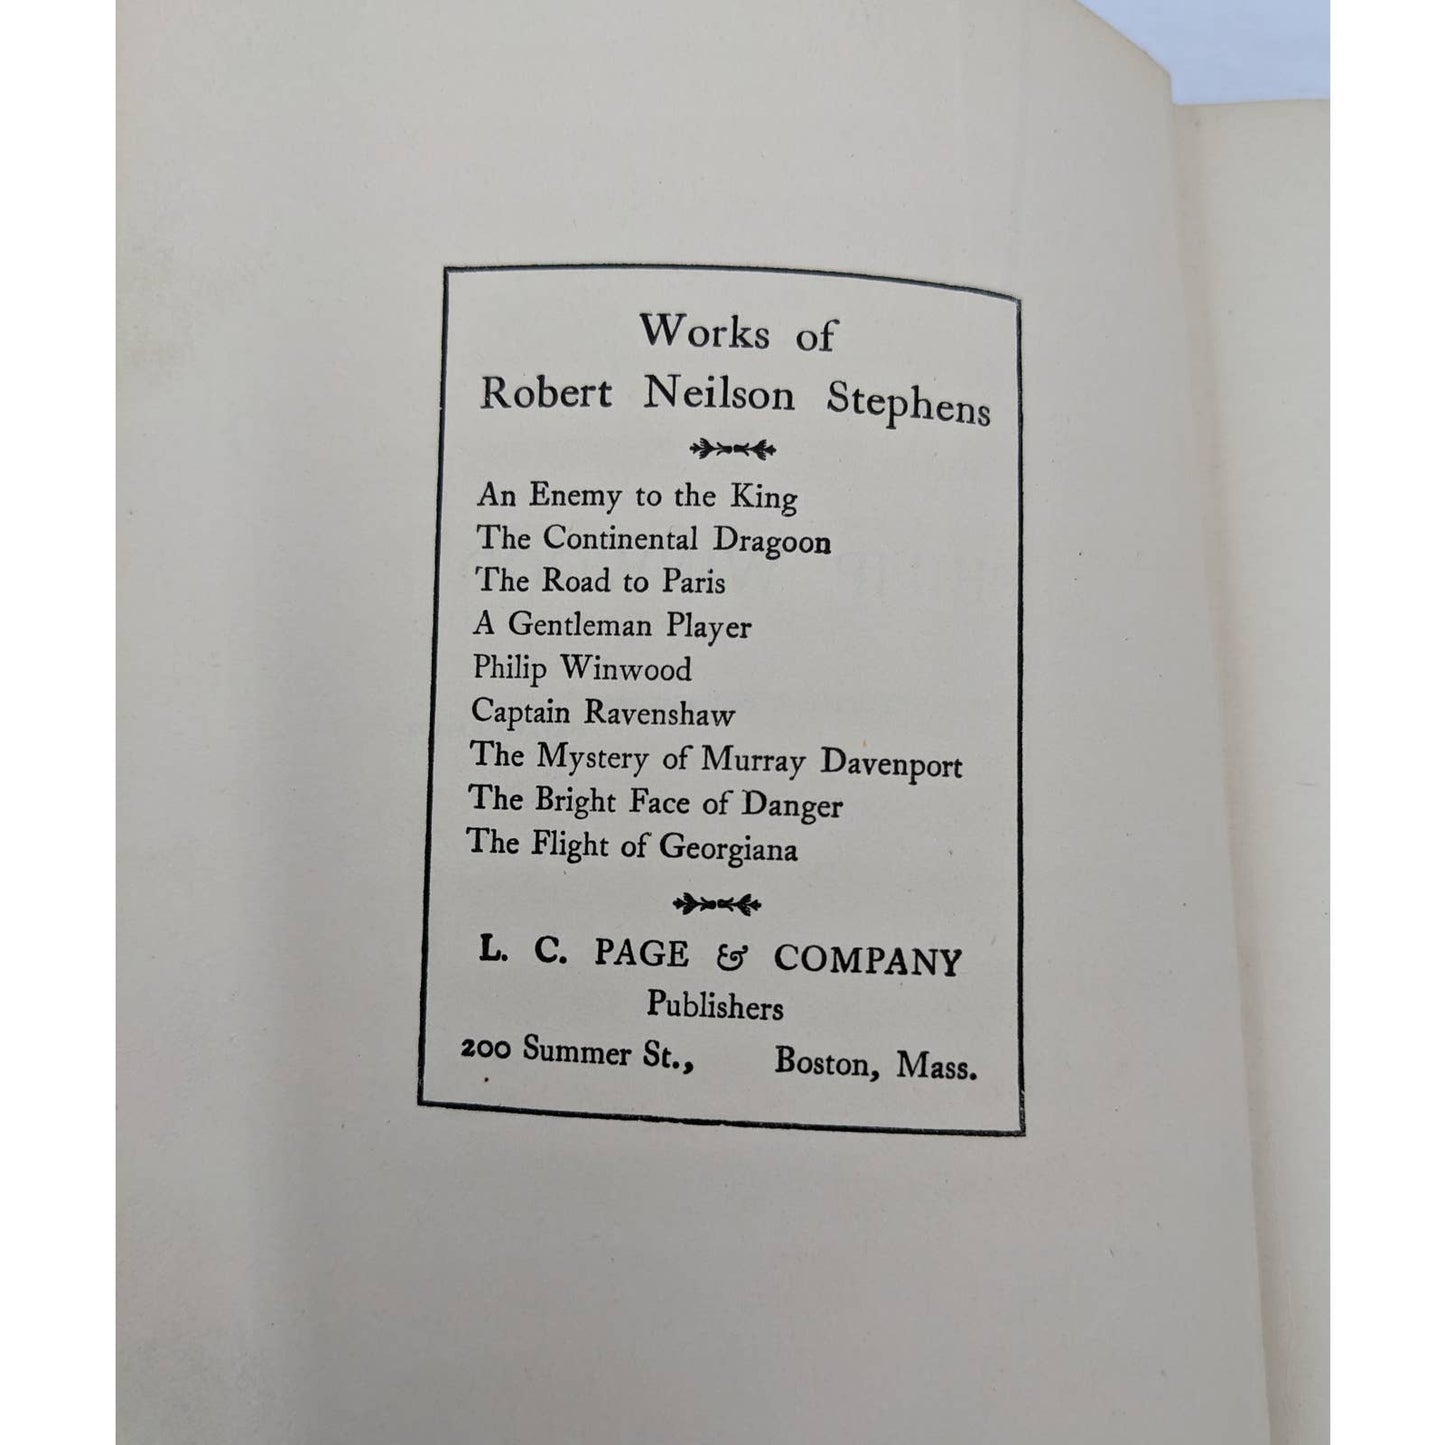 Works of
Robert Neilson Stephens
An Enemy to the King
The Continental Dragoon
The Road to Paris
A Gentleman Player
Philip Winwood
Captain Ravenshaw
The Mystery of Murray Davenport
The Bright Face of Danger
The Flight of Georgiana
L. C. PAGE & COMPANY
Publishers
200 Summer St., Boston, Mass.